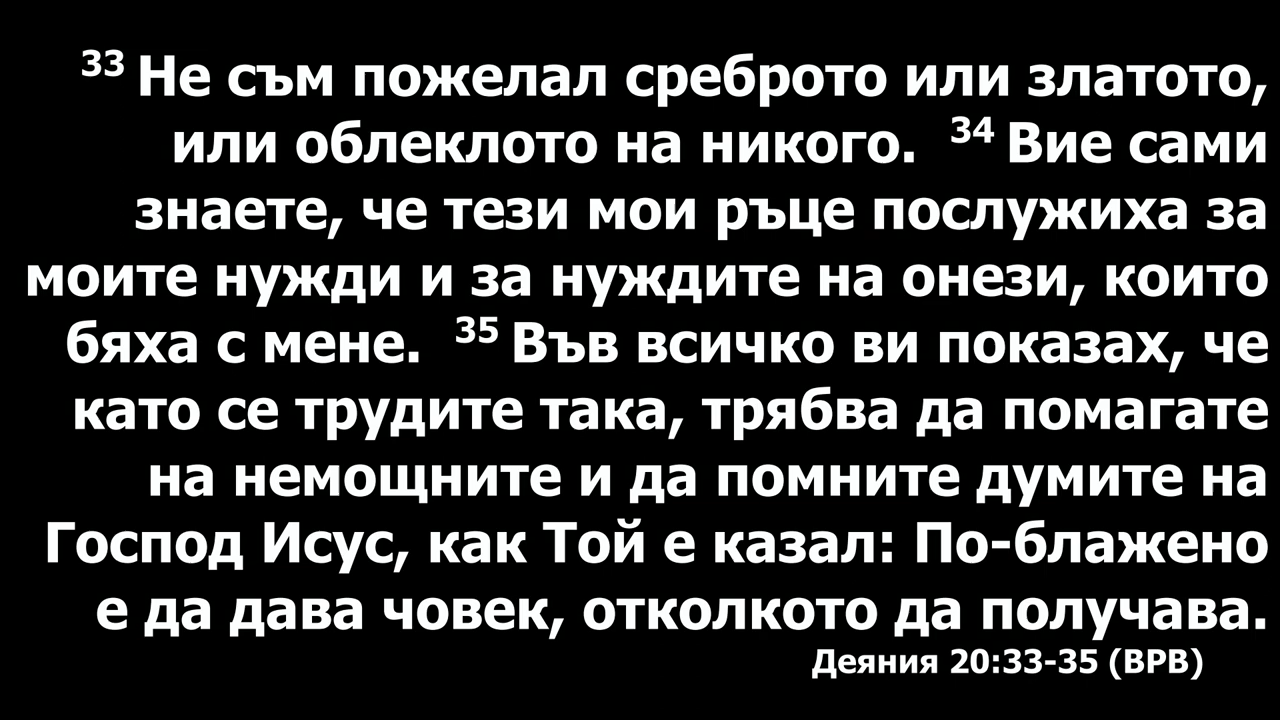 33 Не съм пожелал среброто или златото,
или облеклото на никого. 34 Вие сами
знаете, че тези мои ръце послужиха за
моите нужди и за нуждите на онези, които
бяха с мене. 35 Във всичко ви показах, че
като се трудите така, трябва да помагате
на немощните и да помните думите на
Господ Исус, как Той е казал: По-блажено
е да дава човек, отколкото да получава.
Деяния 20:33-35 (ВРВ)